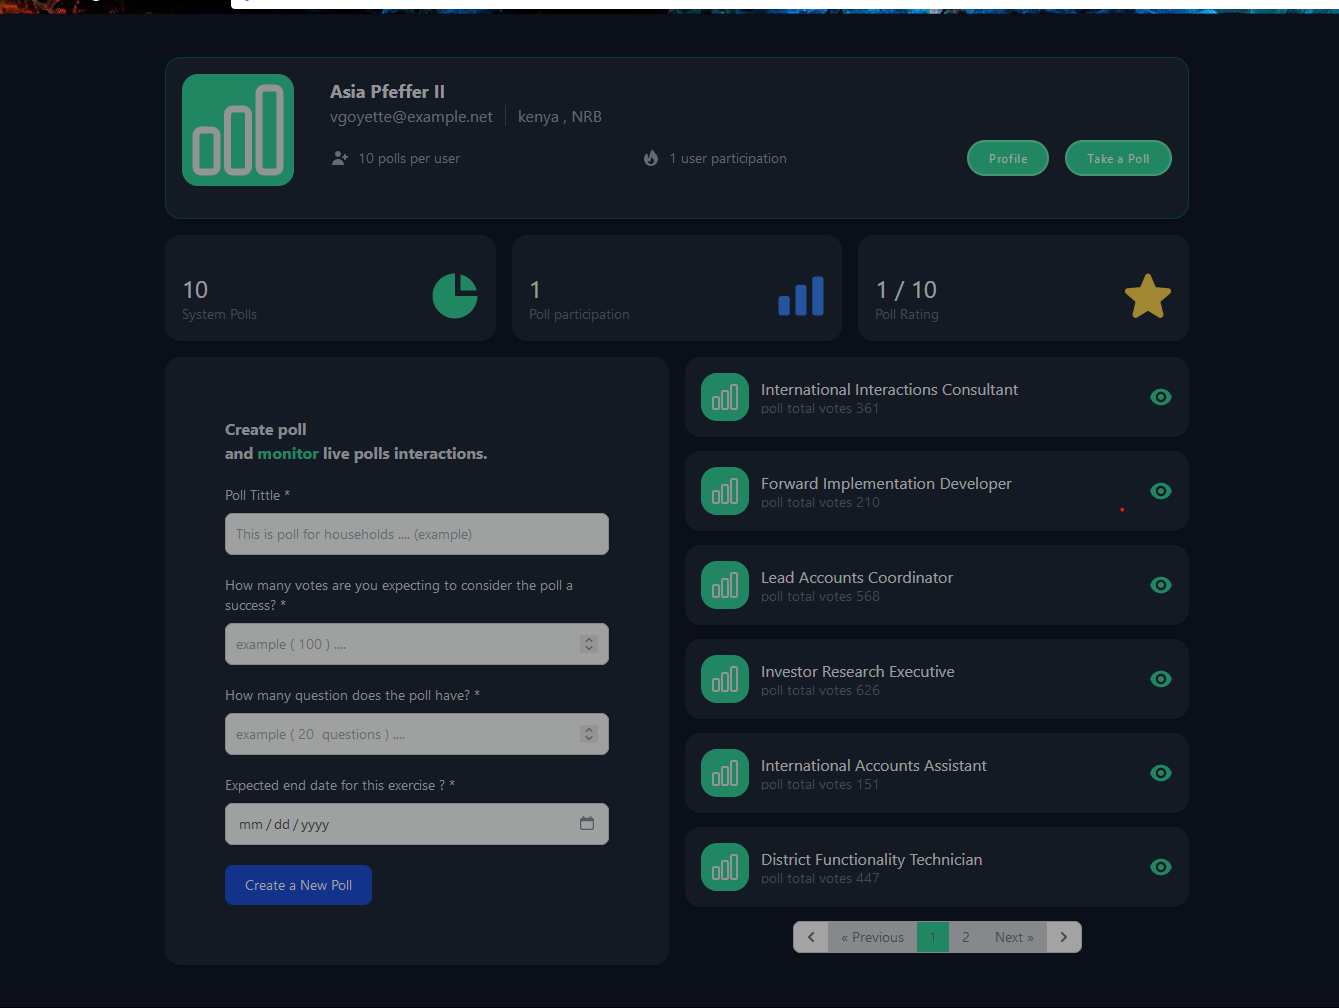 Asia Pfeffer II
vgoyette@example.net
kenya , NRB
10 polls per user
1 user participation
Profile
Take a Poll
10
System Polls
1
Poll participation
1 / 10
Poll Rating
Create poll
and monitor live polls interactions.
Poll Tittle *
This is poll for households .... (example)
How many votes are you expecting to consider the poll a
success? *
example ( 100 ) ....
How many question does the poll have? *
example ( 20  questions ) ....
Expected end date for this exercise ? *
mm / dd / yyyy
Create a New Poll
International Interactions Consultant
poll total votes 361
Forward Implementation Developer
poll total votes 210
Lead Accounts Coordinator
poll total votes 568
Investor Research Executive
poll total votes 626
International Accounts Assistant
poll total votes 151
District Functionality Technician
poll total votes 447
« Previous 1 2 Next »